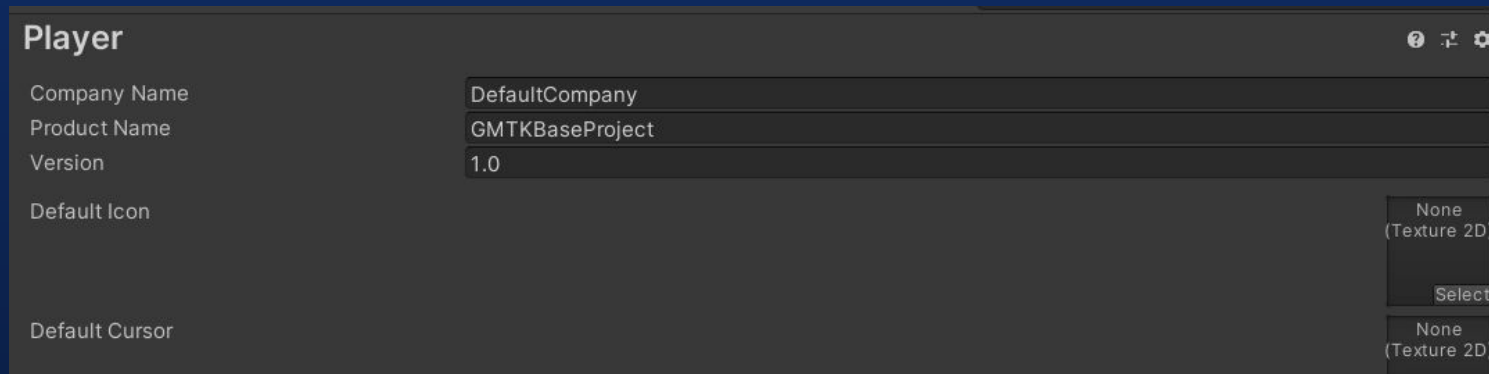 Player
Company Name DefaultCompany
Product Name GMTKBaseProject
Version 1.0
Default Icon None
(Texture 2D)
Select
Default Cursor None
(Texture 2D)